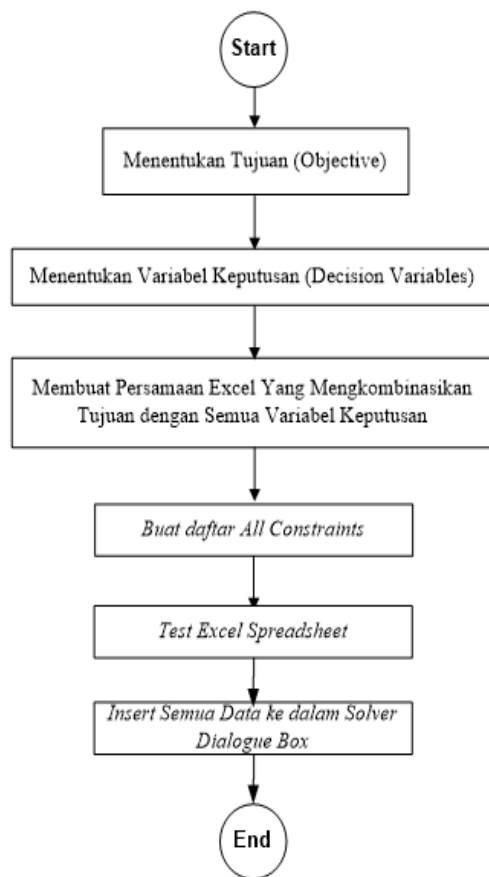 Start
Menentukan Tujuan (Objective)
Menentukan Variabel Keputusan (Decision Variables)
Membuat Persamaan Excel Yang Mengkombinasikan
Tujuan dengan Semua Variabel Keputusan
Buat daftar All Constraints
Test Excel Spreadsheet
Insert Semua Data ke dalam Solver
Dialogue Box
End